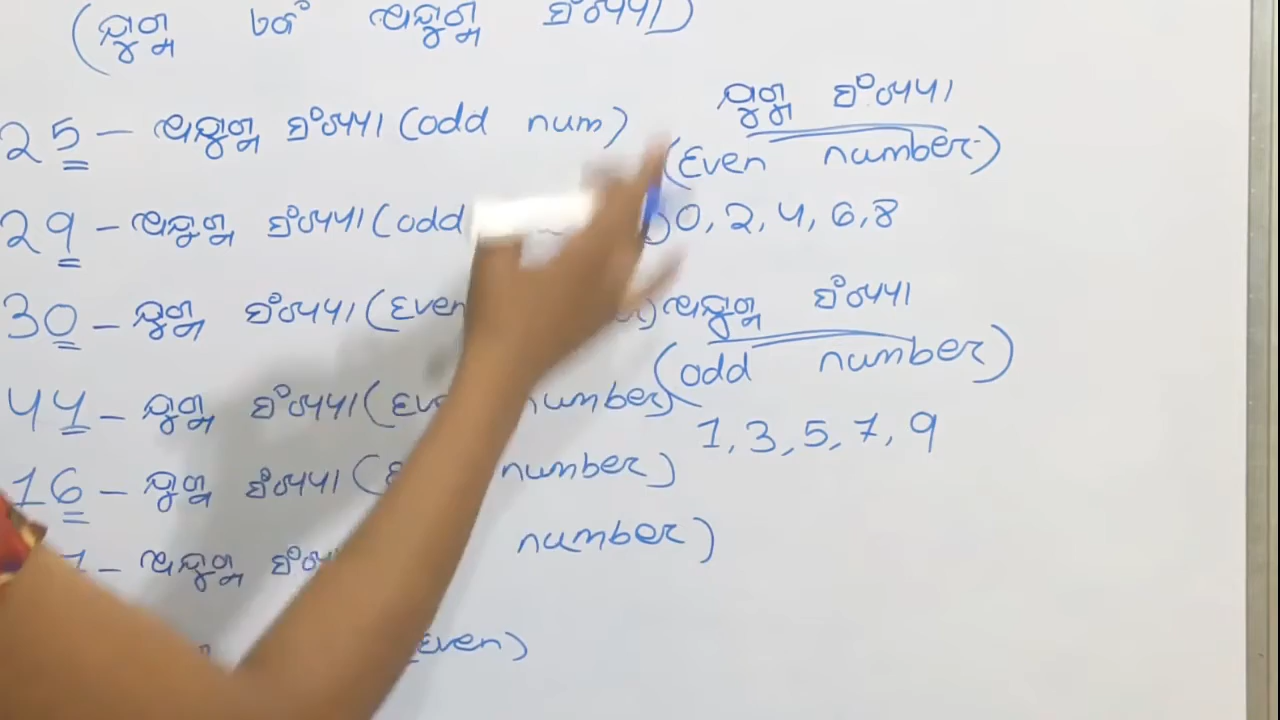 (ଯୁଗ୍ମ ଓ ଅଯୁଗ୍ମ ସଂଖ୍ୟା)
25 – ଅଯୁଗ୍ମ ସଂଖ୍ୟା (odd num)
29 – ଅଯୁଗ୍ମ ସଂଖ୍ୟା (odd
30 – ଯୁଗ୍ମ ସଂଖ୍ୟା (Even
44 – ଯୁଗ୍ମ ସଂଖ୍ୟା (Eve number)
16 – ଯୁଗ୍ମ ସଂଖ୍ୟା (E number)
– ଅଯୁଗ୍ମ number)
(Even)
ଯୁଗ୍ମ ସଂଖ୍ୟା
(Even number)
0, 2, 4, 6, 8
ଅଯୁଗ୍ମ ସଂଖ୍ୟା
(odd number)
1, 3, 5, 7, 9